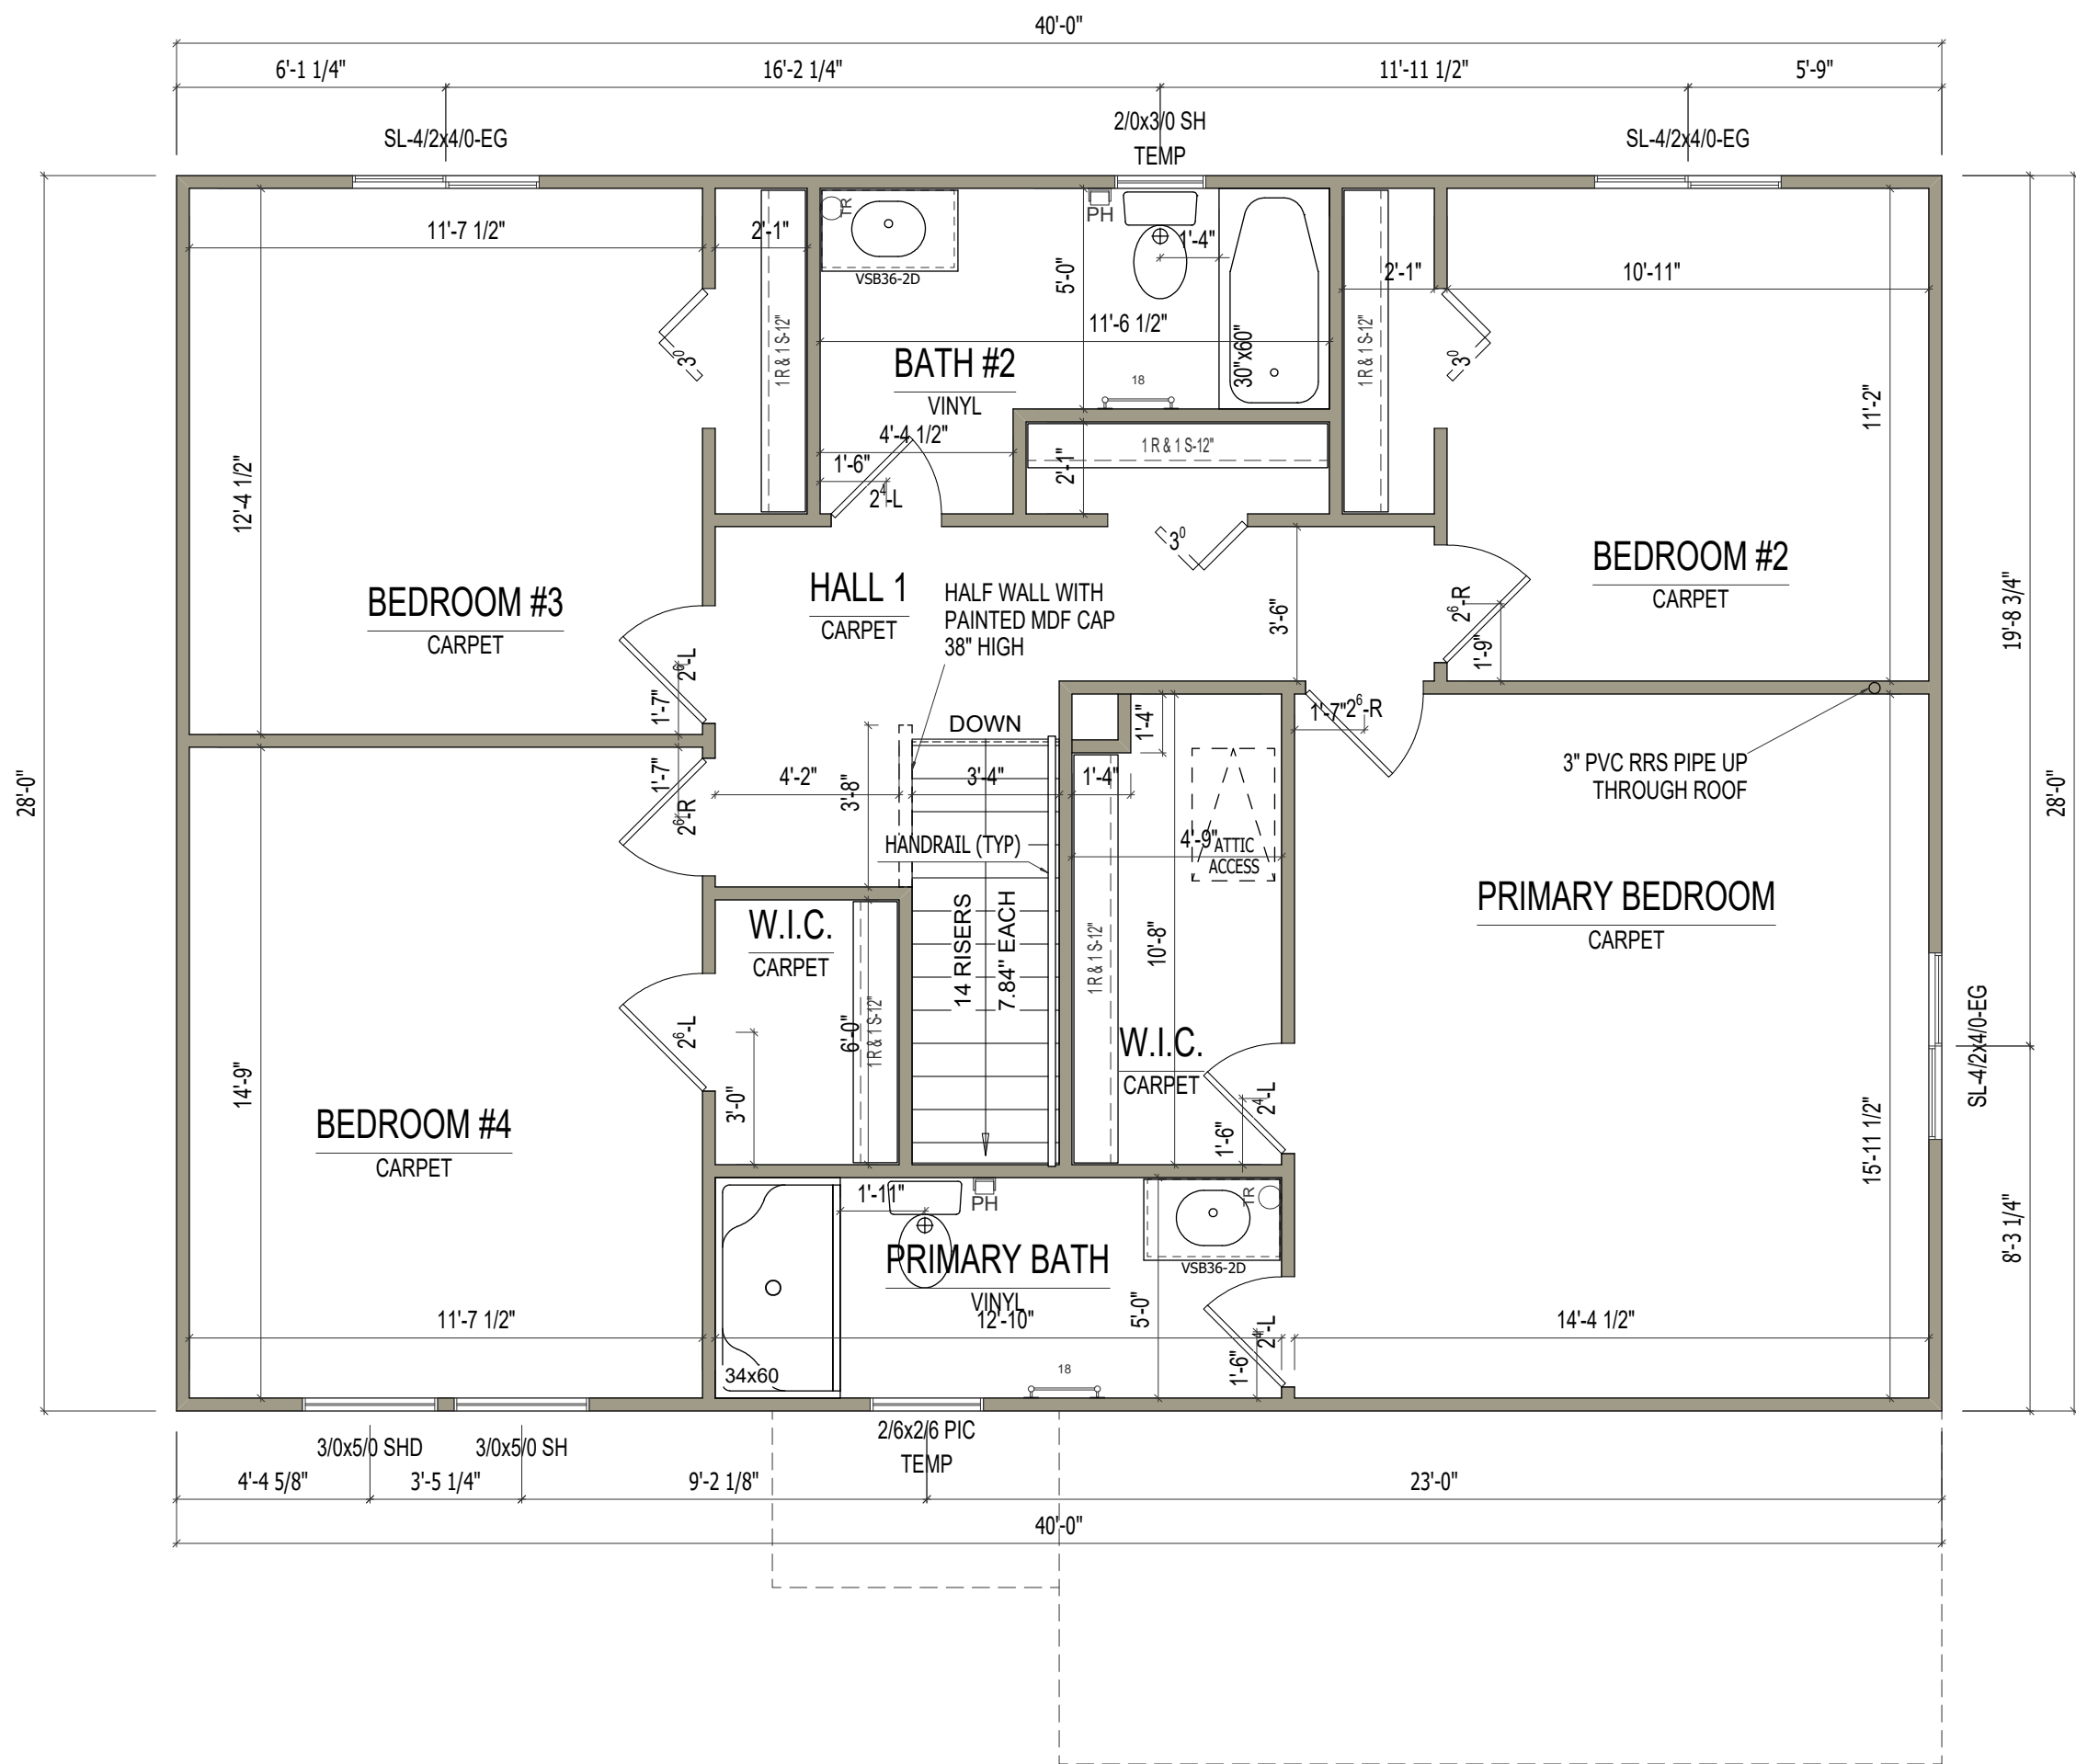 40'-0"
6'-1 1/4"
16'-2 1/4"
11'-11 1/2"
5'-9"
SL-4/2x4/0-EG
2/0x3/0 SH
TEMP
SL-4/2x4/0-EG
11'-7 1/2"
2'-1"
TR
VSB36-2D
PH
1'-4"
5'-0"
11'-6 1/2"
30"x60"
2'-1"
10'-11"
3⁰
1 R & 1 S-12"
BATH #2
VINYL
18
1 R & 1 S-12"
3⁰
11'-2"
4'-4 1/2"
1'-6"
2⁴-L
2'-1"
1 R & 1 S-12"
12'-4 1/2"
3⁰
BEDROOM #3
CARPET
HALL 1
CARPET
HALF WALL WITH
PAINTED MDF CAP
38" HIGH
3'-6"
BEDROOM #2
CARPET
2⁶-R
1'-9"
19'-8 3/4"
2⁶-L
1'-7"
1'-7"
2⁶-R
DOWN
1'-4"
1'-7"
2⁶-R
28'-0"
4'-2"
3'-8"
3'-4"
1'-4"
3" PVC RRS PIPE UP
THROUGH ROOF
28'-0"
HANDRAIL (TYP)
4'-9"
ATTIC
ACCESS
W.I.C.
CARPET
14 RISERS
7.84" EACH
1 R & 1 S-12"
10'-8"
PRIMARY BEDROOM
CARPET
2⁶-L
6'-0"
1 R & 1 S-12"
3'-0"
W.I.C.
CARPET
2⁴-L
1'-6"
SL-4/2x4/0-EG
14'-9"
BEDROOM #4
CARPET
15'-11 1/2"
8'-3 1/4"
1'-11"
PH
TR
VSB36-2D
PRIMARY BATH
VINYL
12'-10"
5'-0"
2⁴-L
1'-6"
11'-7 1/2"
14'-4 1/2"
34x60
18
3/0x5/0 SHD
3/0x5/0 SH
2/6x2/6 PIC
TEMP
4'-4 5/8"
3'-5 1/4"
9'-2 1/8"
23'-0"
40'-0"